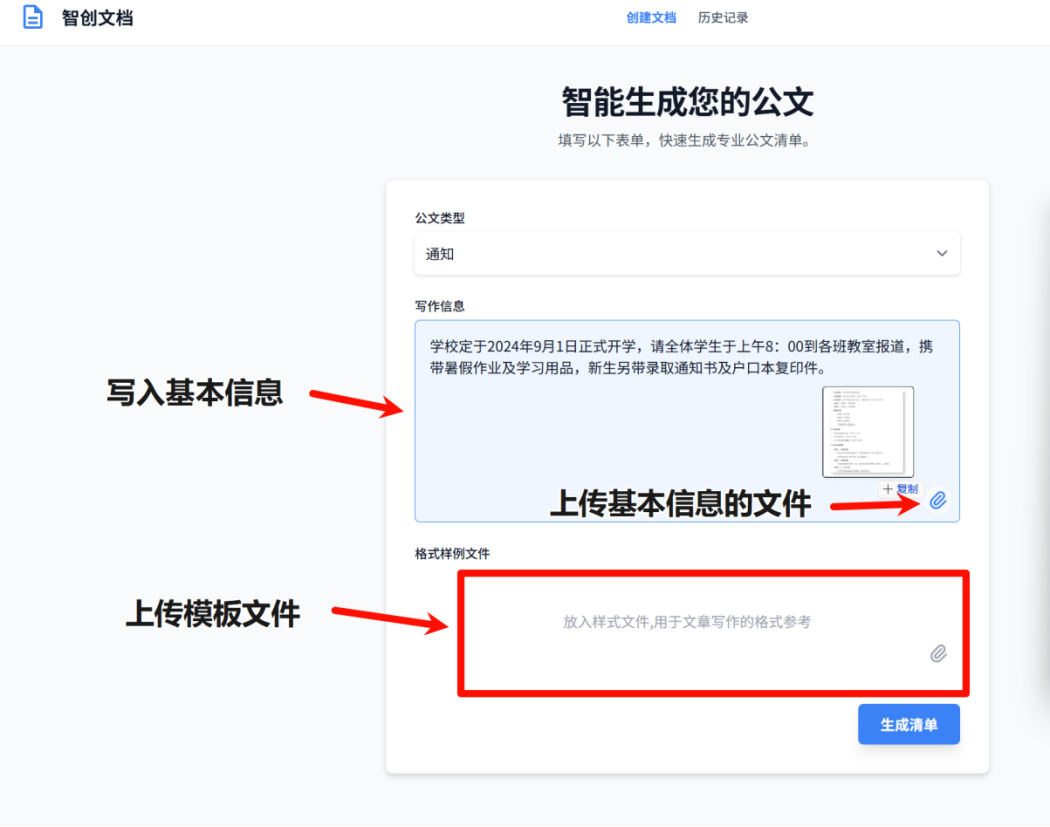 智创文档
创建文档
历史记录
智能生成您的公文
填写以下表单，快速生成专业公文清单。
公文类型
通知
写作信息
学校定于2024年9月1日正式开学，请全体学生于上午8：00到各班教室报道，携
带暑假作业及学习用品，新生另带录取通知书及户口本复印件。
写入基本信息
复制
上传基本信息的文件
格式样例文件
上传模板文件
放入样式文件,用于文章写作的格式参考
生成清单